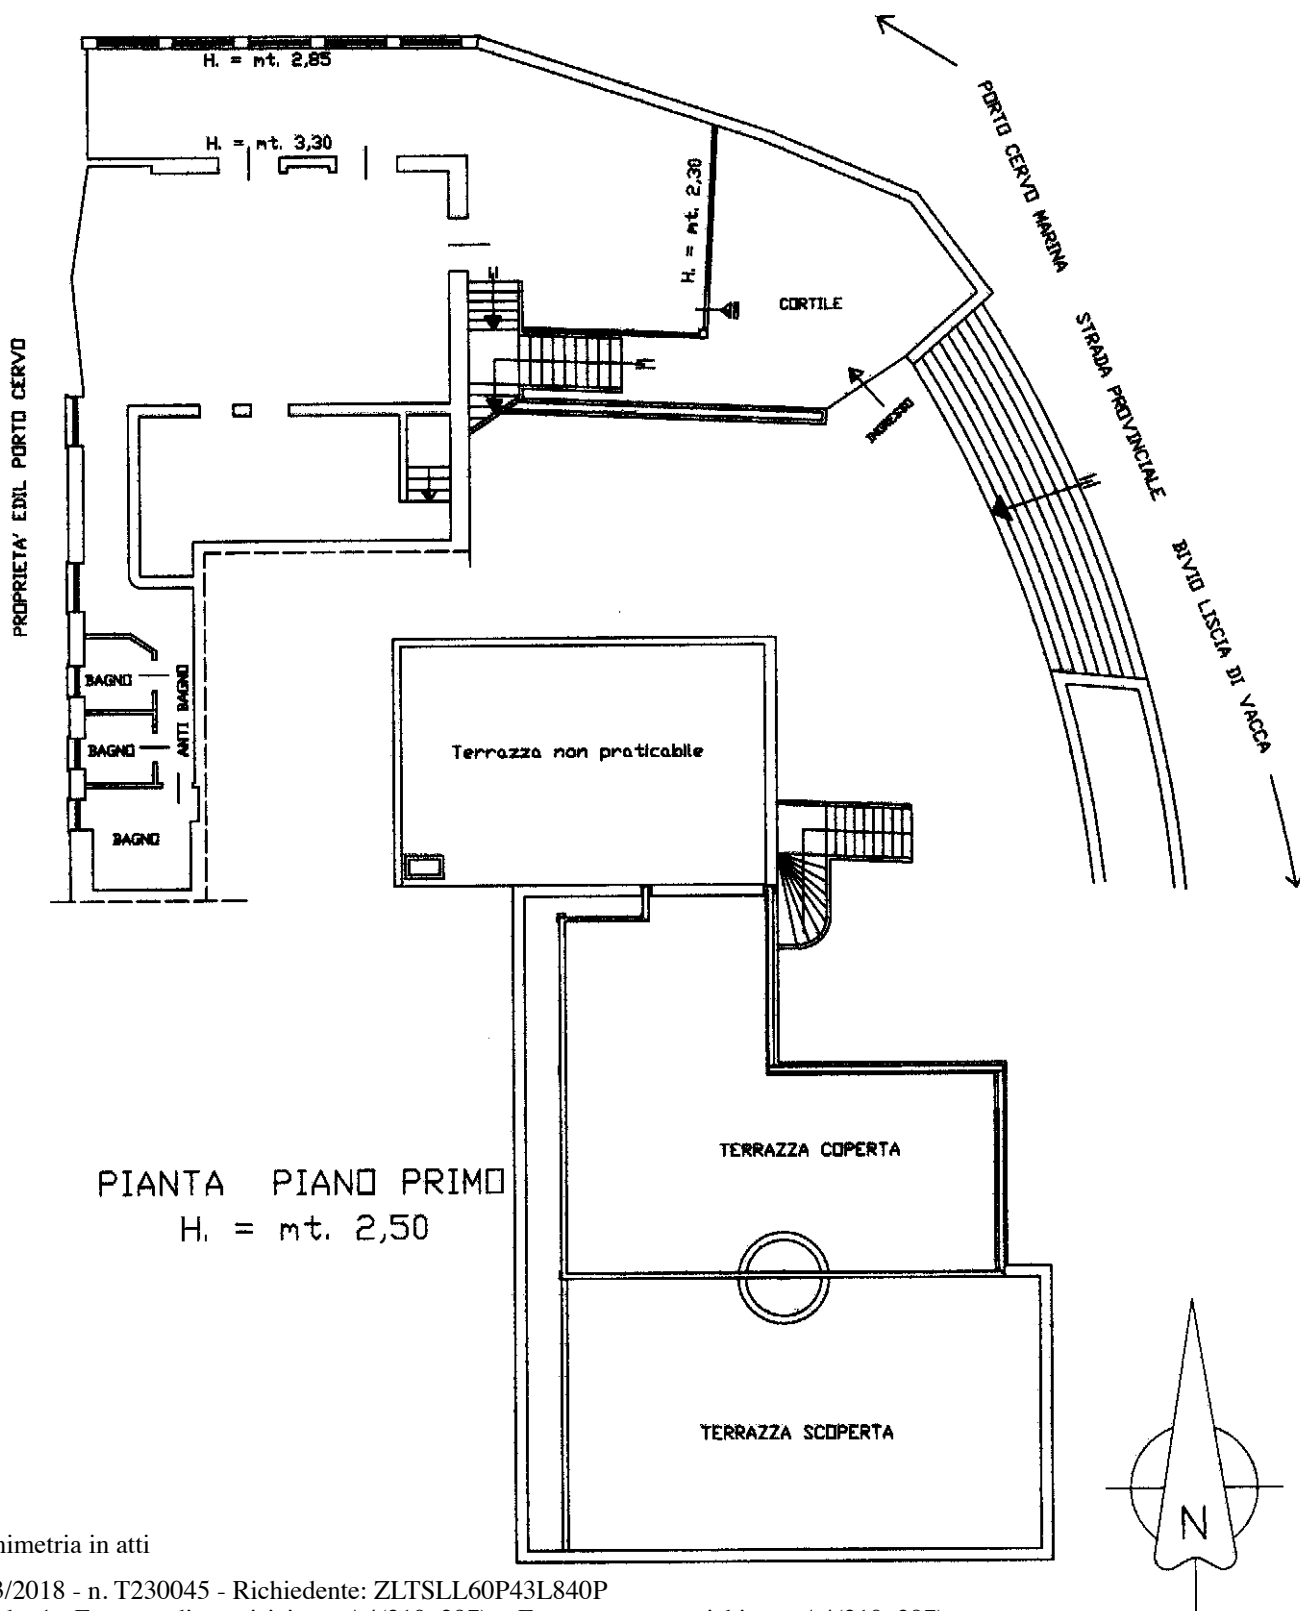 H. = mt. 2,85
H. = mt. 3,30
H. = mt. 2,30
CORTILE
INGRESSO
PORTO CERVO MARINA
STRADA PROVINCIALE
BIVIO LISCIA DI VACCA
PROPRIETA' EDIL PORTO CERVO
BAGNO
ANTI BAGNO
BAGNO
BAGNO
Terrazza non praticabile
TERRAZZA COPERTA
PIANTA PIANO PRIMO
H. = mt. 2,50
TERRAZZA SCOPERTA
N
nimetria in atti
3/2018 - n. T230045 - Richiedente: ZLTSLL60P43L840P